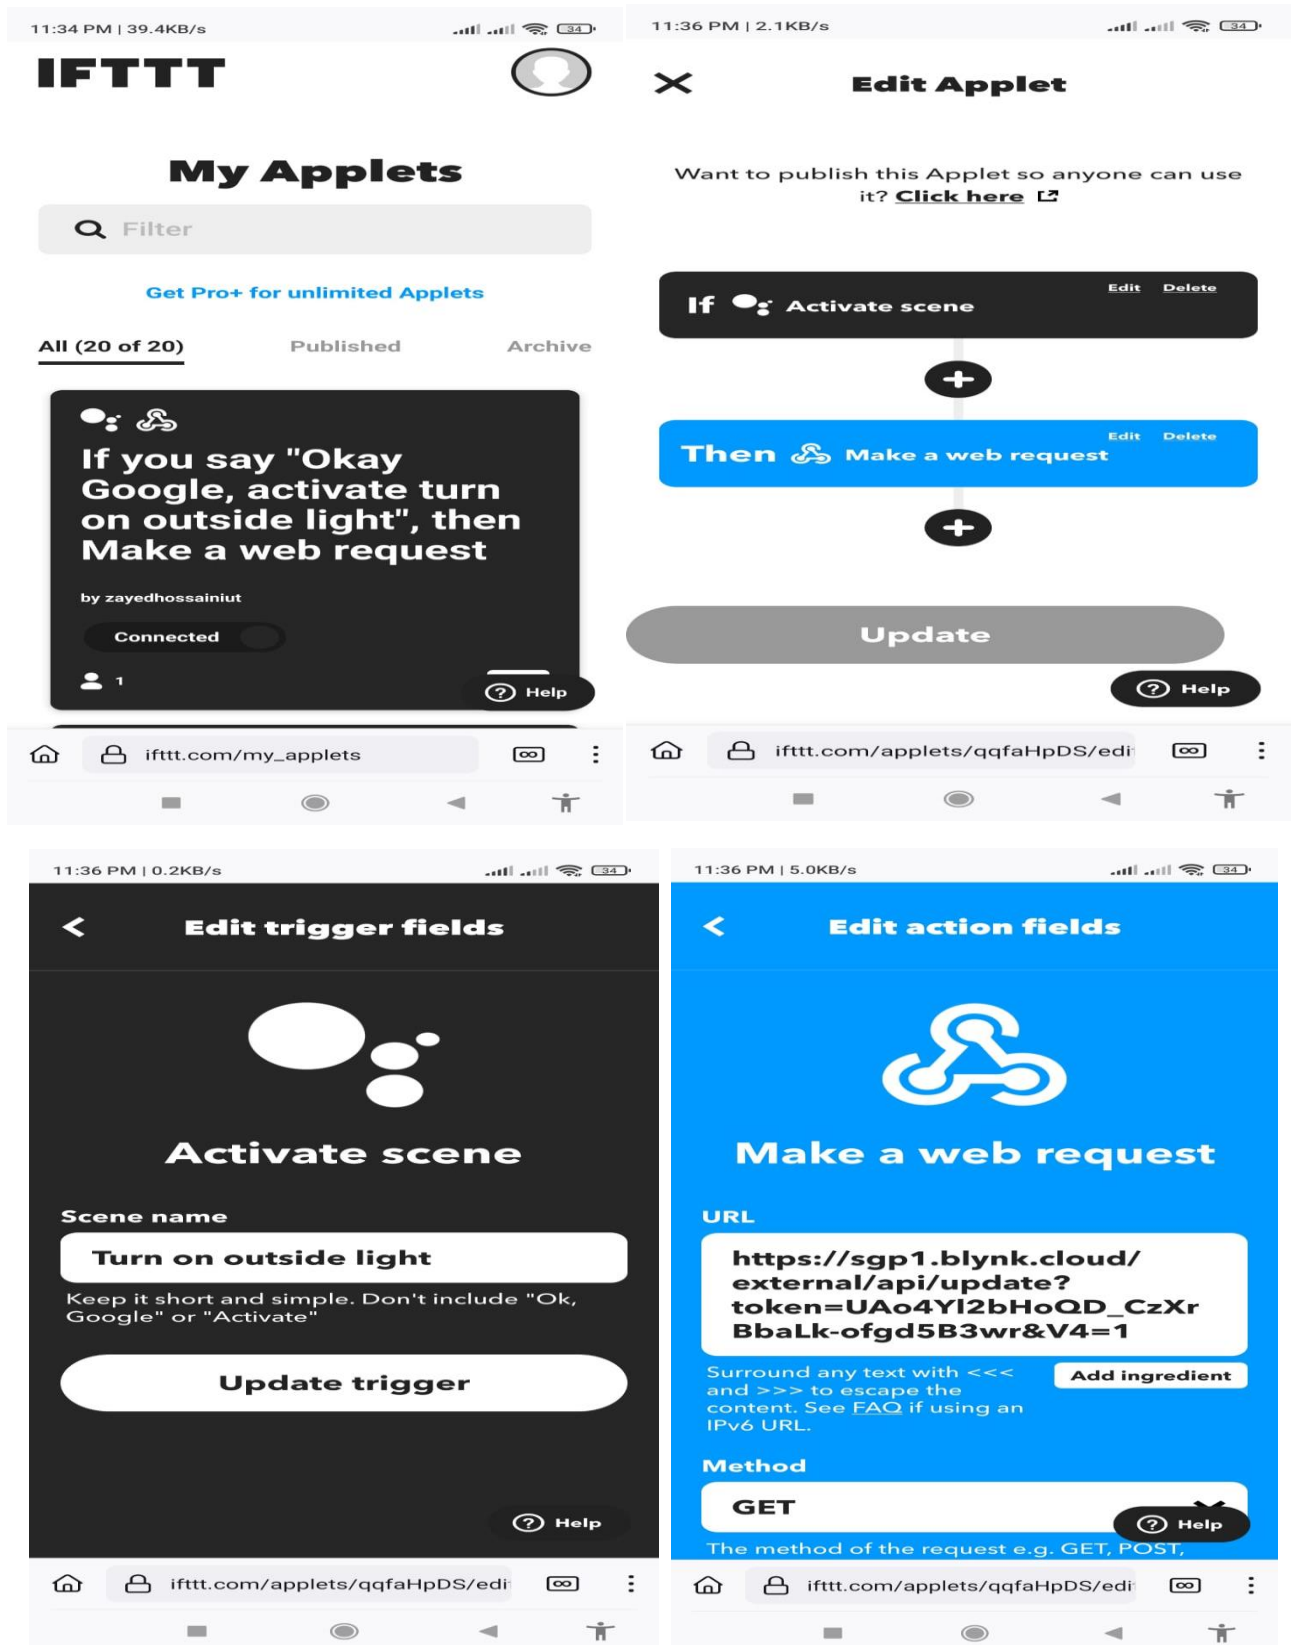 11:34 PM | 39.4KB/s
34
IFTTT
My Applets
Filter
Get Pro+ for unlimited Applets
All (20 of 20)
Published
Archive
If you say "Okay
Google, activate turn
on outside light", then
Make a web request
by zayedhossainiut
Connected
1
Help
ifttt.com/my_applets
11:36 PM | 2.1KB/s
34
Edit Applet
Want to publish this Applet so anyone can use
it? Click here
If Activate scene
Edit Delete
Then Make a web request
Edit Delete
Update
Help
ifttt.com/applets/qqfaHpDS/edi
11:36 PM | 0.2KB/s
34
Edit trigger fields
Activate scene
Scene name
Turn on outside light
Keep it short and simple. Don't include "Ok,
Google" or "Activate"
Update trigger
Help
ifttt.com/applets/qqfaHpDS/edi
11:36 PM | 5.0KB/s
34
Edit action fields
Make a web request
URL
https://sgp1.blynk.cloud/
external/api/update?
token=UAo4Yl2bHoQD_CzXr
BbaLk-ofgd5B3wr&V4=1
Surround any text with <<<
and >>> to escape the
content. See FAQ if using an
IPv6 URL.
Add ingredient
Method
GET
Help
The method of the request e.g. GET, POST,
ifttt.com/applets/qqfaHpDS/edi